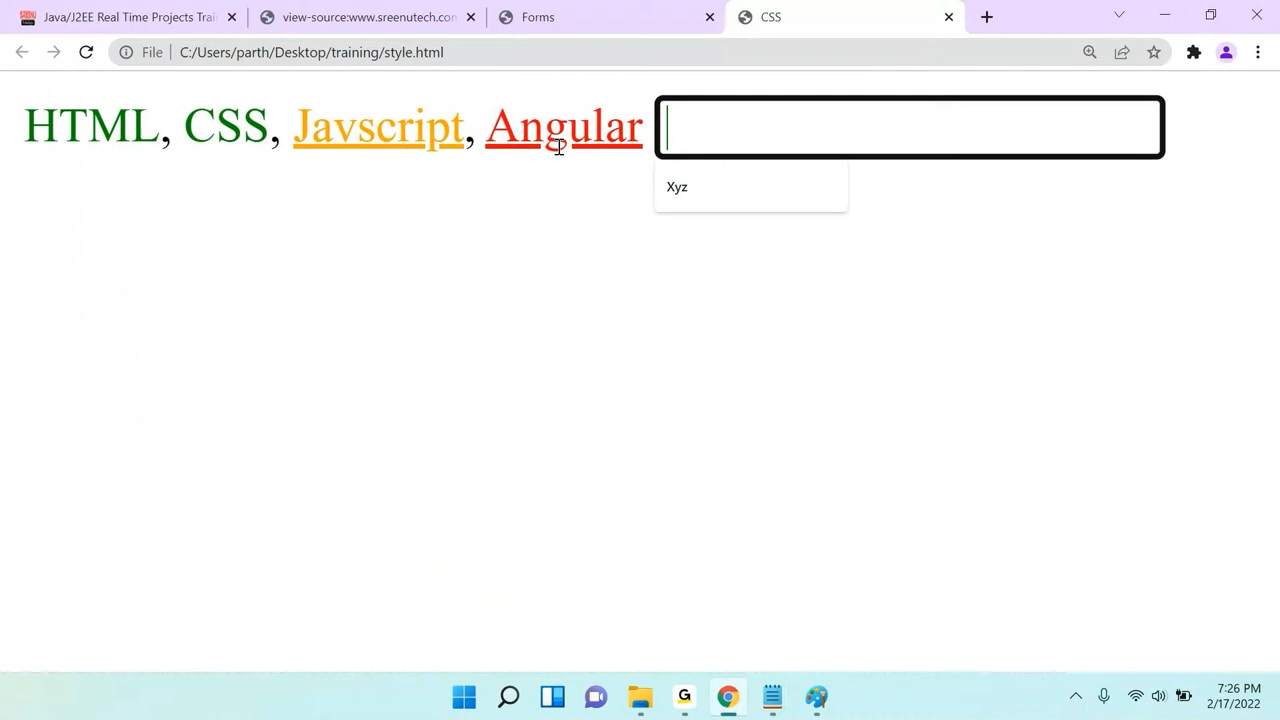 Java/J2EE Real Time Projects Trai
view-source:www.sreenutech.com
Forms
CSS
File
C:/Users/parth/Desktop/training/style.html
HTML, CSS, Javscript, Angular
Xyz
G
7:26 PM
2/17/2022